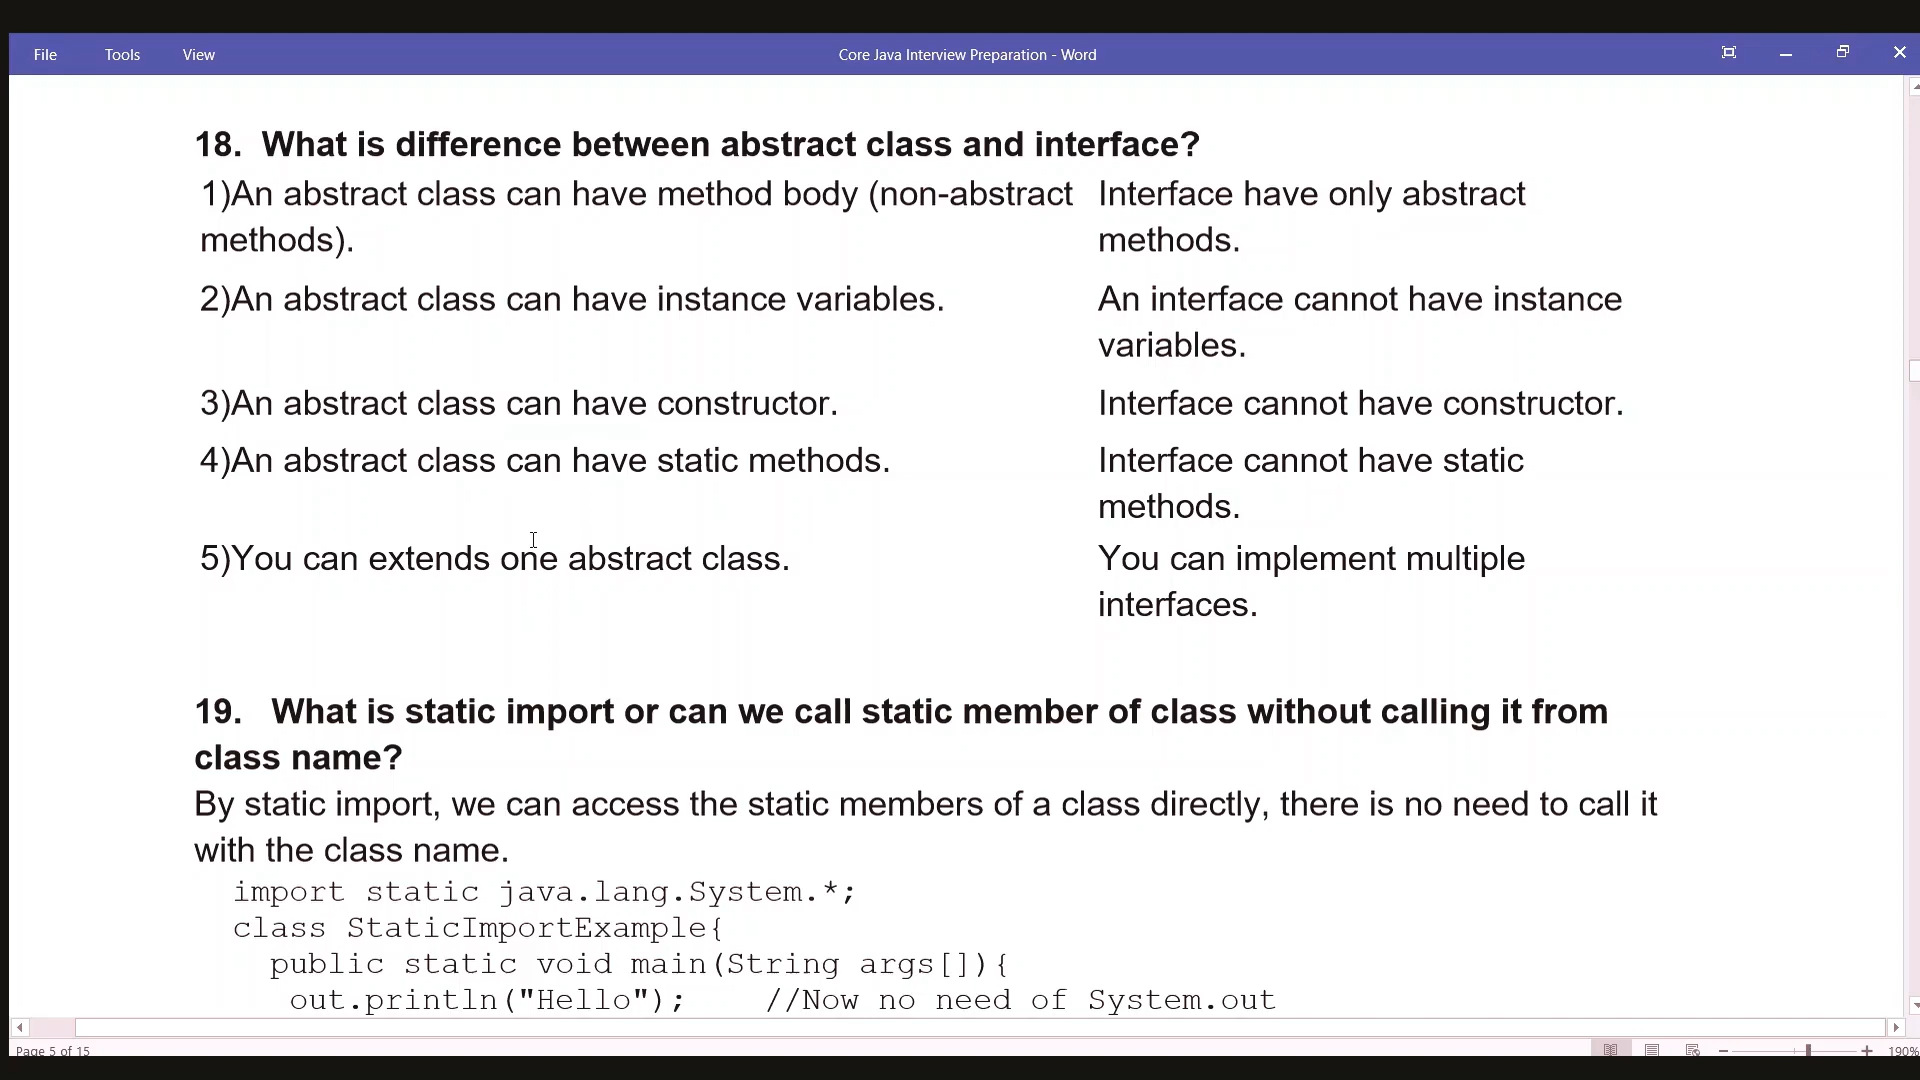 File Tools View Core Java Interview Preparation - Word
18. What is difference between abstract class and interface?
1)An abstract class can have method body (non-abstract
methods).
Interface have only abstract
methods.
2)An abstract class can have instance variables.
An interface cannot have instance
variables.
3)An abstract class can have constructor.
Interface cannot have constructor.
4)An abstract class can have static methods.
Interface cannot have static
methods.
5)You can extends one abstract class.
You can implement multiple
interfaces.
19. What is static import or can we call static member of class without calling it from
class name?
By static import, we can access the static members of a class directly, there is no need to call it
with the class name.
import static java.lang.System.*;
class StaticImportExample{
public static void main(String args[]){
out.println("Hello"); //Now no need of System.out
Page 5 of 15
190%